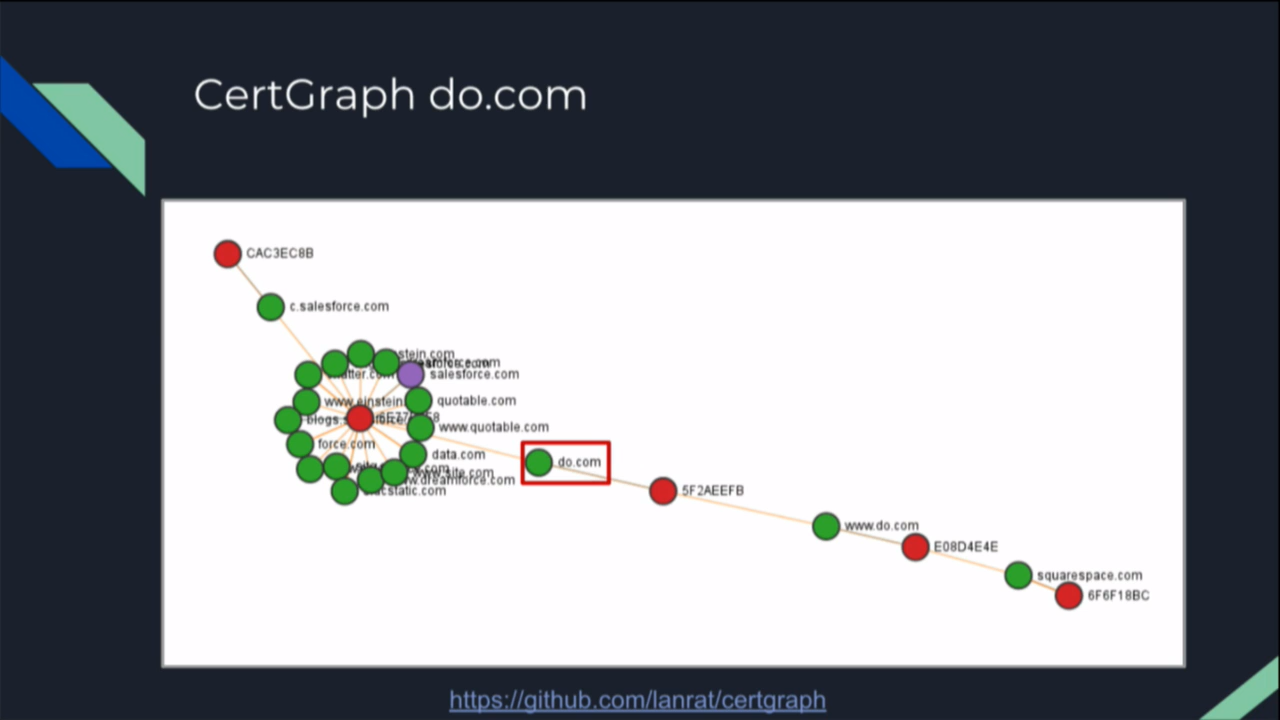 CertGraph do.com
CAC3EC8B
c.salesforce.com
salesforce.com
quotable.com
www.quotable.com
force.com
data.com
do.com
5F2AEEFB
www.do.com
E08D4E4E
squarespace.com
6F6F18BC
https://github.com/lanrat/certgraph